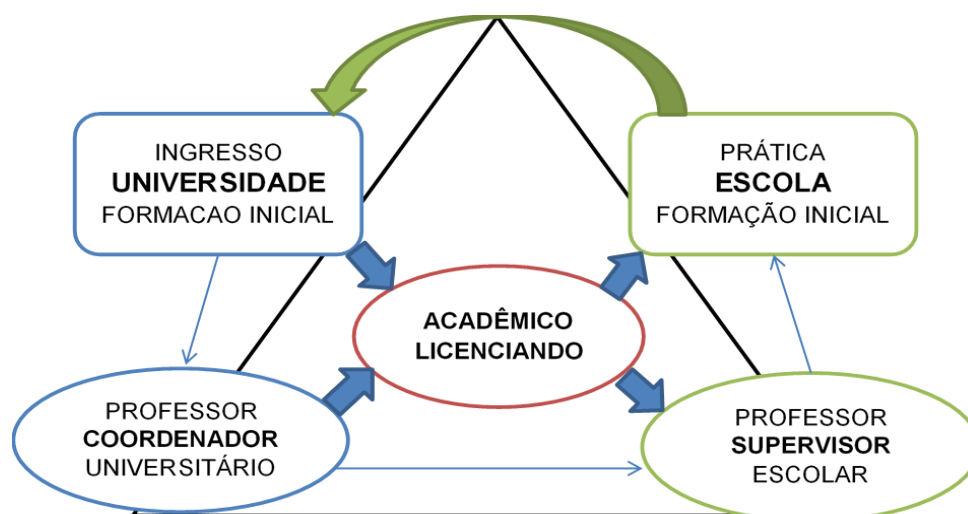 INGRESSO
UNIVERSIDADE
FORMACAO INICIAL
PRÁTICA
ESCOLA
FORMAÇÃO INICIAL
ACADÊMICO
LICENCIANDO
PROFESSOR
COORDENADOR
UNIVERSITÁRIO
PROFESSOR
SUPERVISOR
ESCOLAR